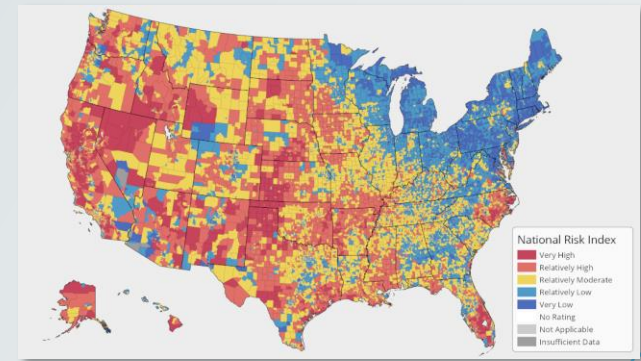 National Risk Index
Very High
Relatively High
Relatively Moderate
Relatively Low
Very Low
No Rating
Not Applicable
Insufficient Data